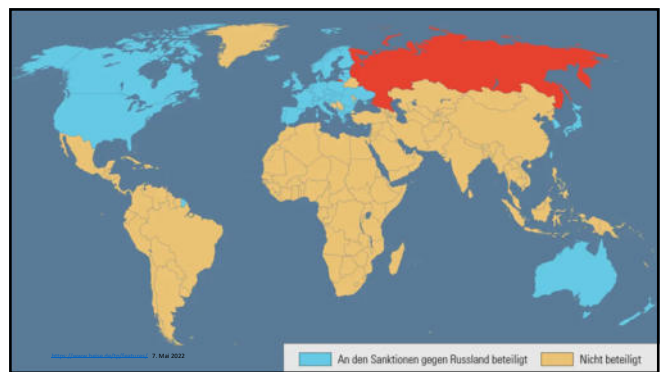 7. Mai 2022
An den Sanktionen gegen Russland beteiligt
Nicht beteiligt